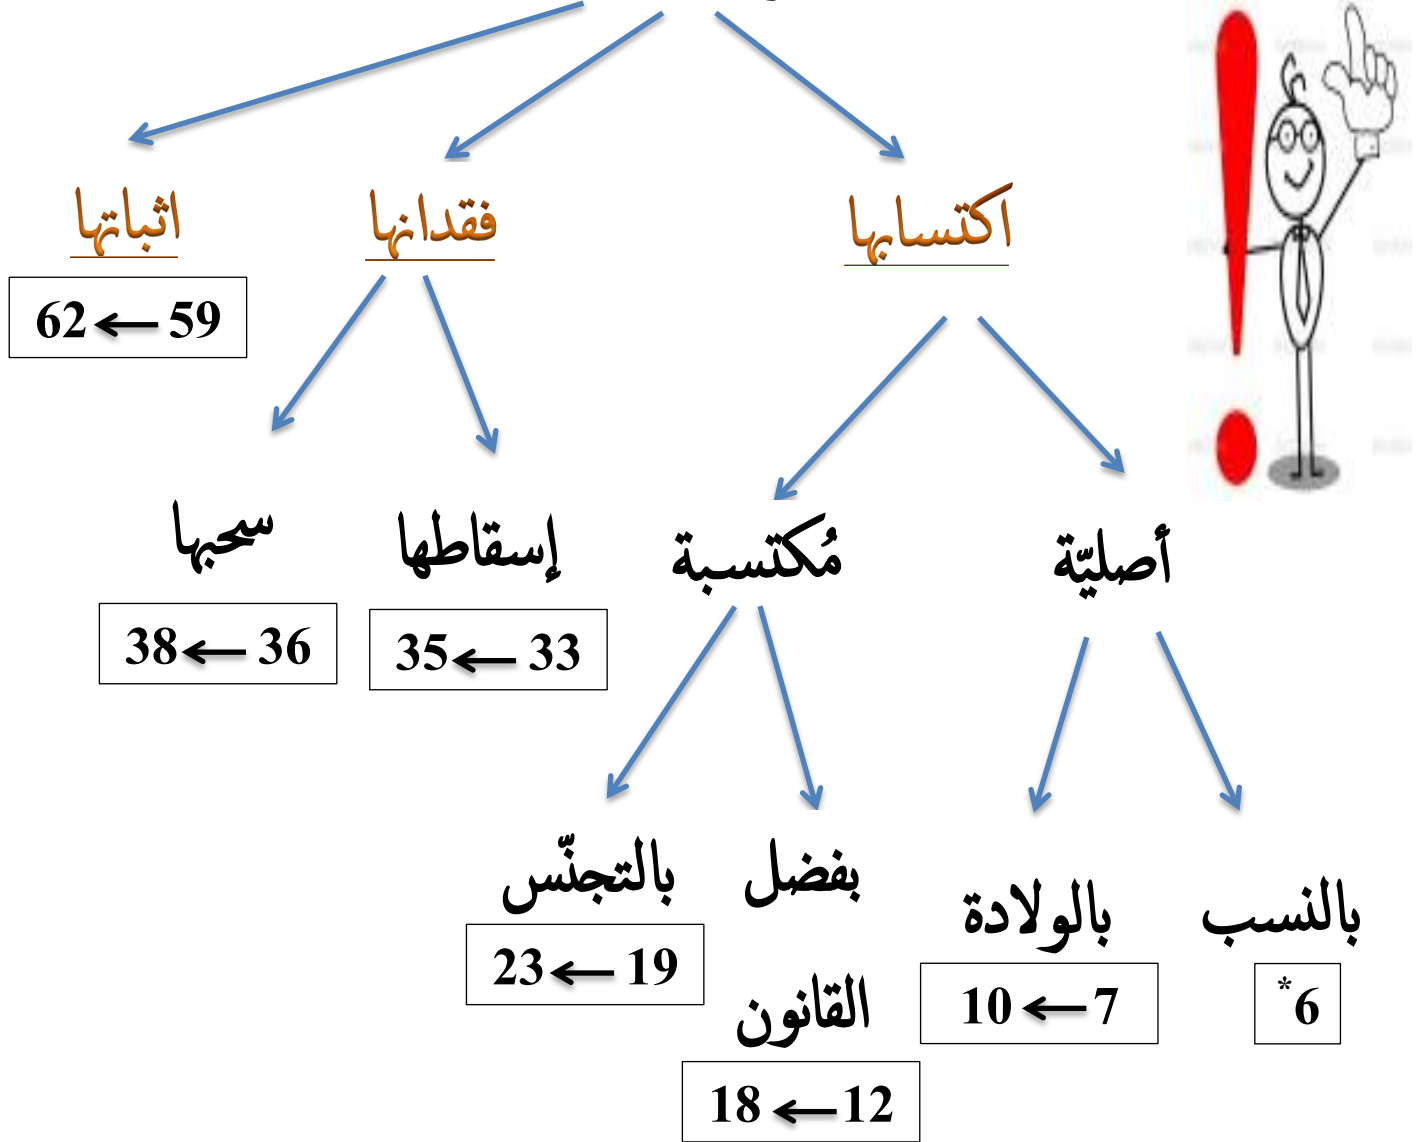 اكتسابها
فقدانها
اثباتها
59 ← 62
أصليّة
مُكتسبة
إسقاطها
33 ← 35
سحبها
36 ← 38
بالنسب
6*
بالولادة
7 ← 10
بفضل
القانون
12 ← 18
بالتجنّس
19 ← 23